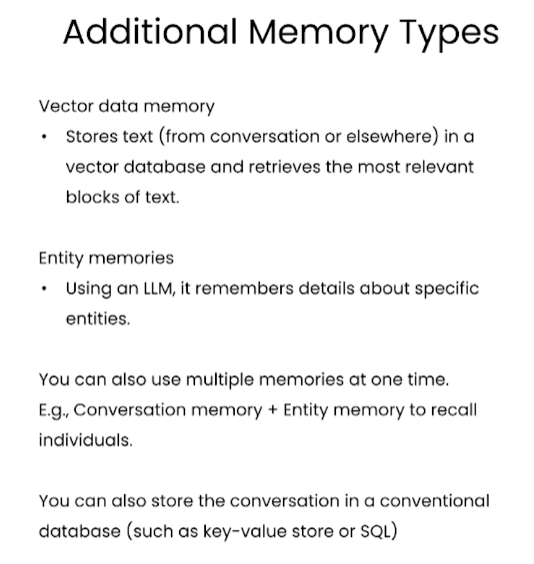 Additional Memory Types
Vector data memory
• Stores text (from conversation or elsewhere) in a
vector database and retrieves the most relevant
blocks of text.
Entity memories
• Using an LLM, it remembers details about specific
entities.
You can also use multiple memories at one time.
E.g., Conversation memory + Entity memory to recall
individuals.
You can also store the conversation in a conventional
database (such as key-value store or SQL)